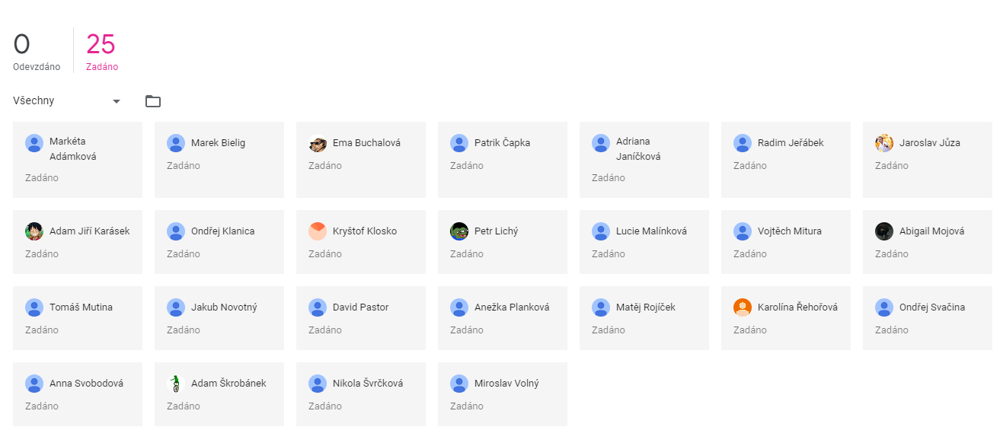 0
Odevzdáno
25
Zadáno
Všechny
Markéta
Adámková
Zadáno
Marek Bielig
Zadáno
Ema Buchalová
Zadáno
Patrik Čapka
Zadáno
Adriana
Janíčková
Zadáno
Radim Jeřábek
Zadáno
Jaroslav Jůza
Zadáno
Adam Jiří Karásek
Zadáno
Ondřej Klanica
Zadáno
Kryštof Klosko
Zadáno
Petr Lichý
Zadáno
Lucie Malínková
Zadáno
Vojtěch Mitura
Zadáno
Abigail Mojová
Zadáno
Tomáš Mutina
Zadáno
Jakub Novotný
Zadáno
David Pastor
Zadáno
Anežka Planková
Zadáno
Matěj Rojíček
Zadáno
Karolína Řehořová
Zadáno
Ondřej Svačina
Zadáno
Anna Svobodová
Zadáno
Adam Škrobánek
Zadáno
Nikola Švrčková
Zadáno
Miroslav Volný
Zadáno